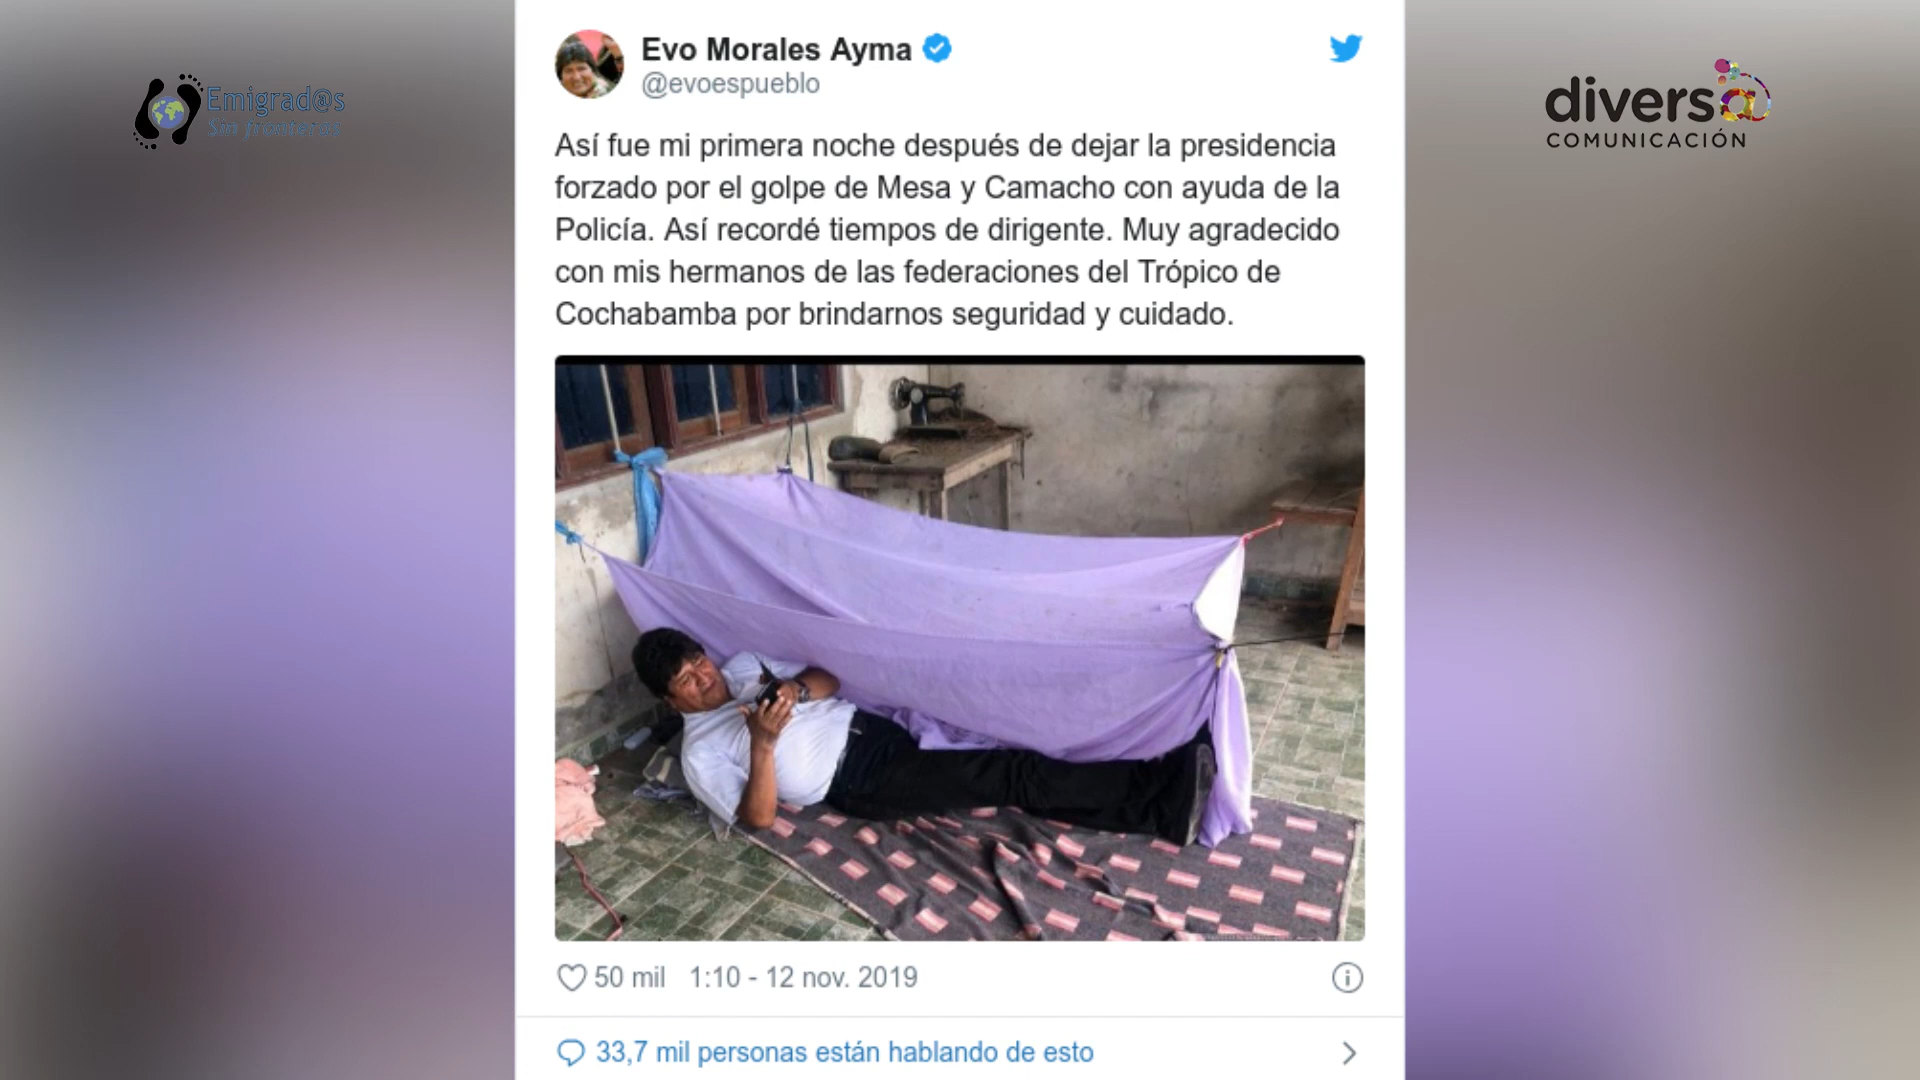 Emigrad@s
Sin fronteras
diversa
COMUNICACIÓN
Evo Morales Ayma
@evoespueblo
Así fue mi primera noche después de dejar la presidencia
forzado por el golpe de Mesa y Camacho con ayuda de la
Policía. Así recordé tiempos de dirigente. Muy agradecido
con mis hermanos de las federaciones del Trópico de
Cochabamba por brindarnos seguridad y cuidado.
50 mil 1:10 - 12 nov. 2019
33,7 mil personas están hablando de esto